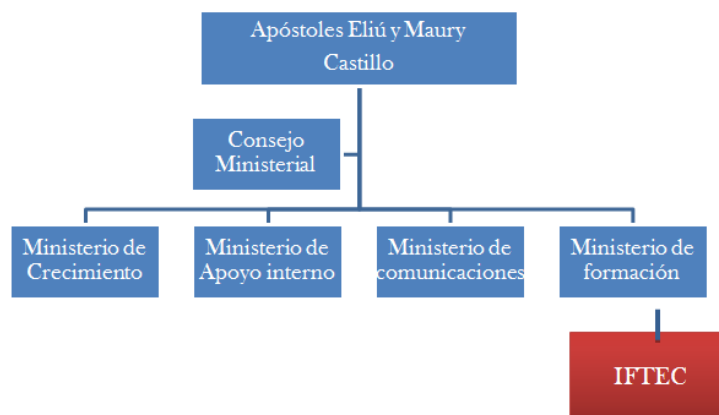 Apóstoles Eliú y Maury
Castillo
Consejo
Ministerial
Ministerio de
Crecimiento
Ministerio de
Apoyo interno
Ministerio de
comunicaciones
Ministerio de
formación
IFTEC